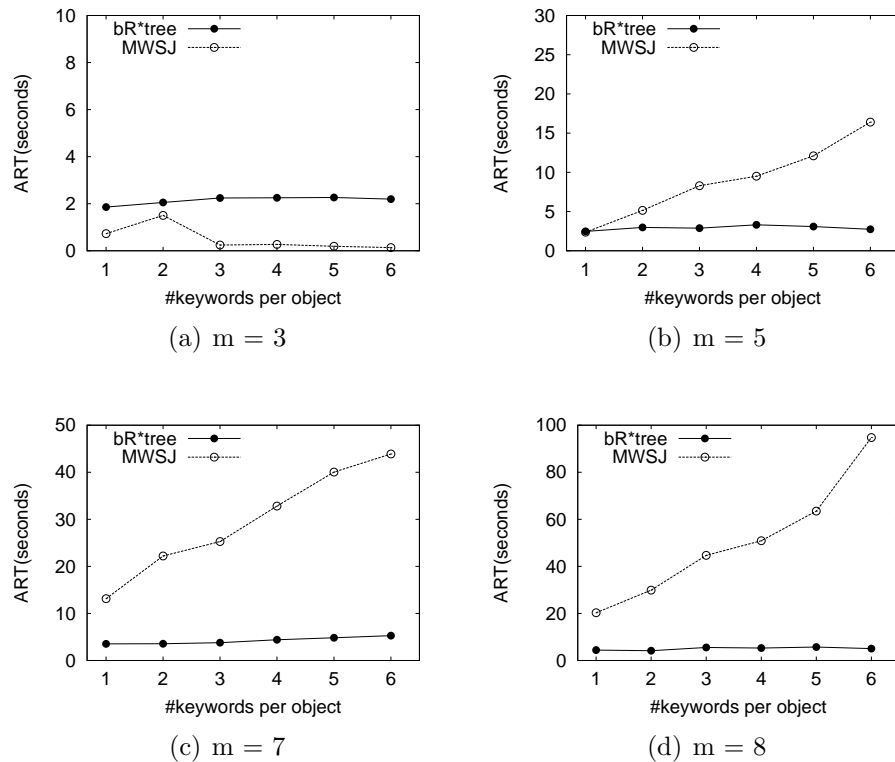 10
8
6
4
2
0
ART(seconds)
bR*tree
MWSJ
1 2 3 4 5 6
#keywords per object
(a) m = 3
30
25
20
15
10
5
0
ART(seconds)
bR*tree
MWSJ
1 2 3 4 5 6
#keywords per object
(b) m = 5
50
40
30
20
10
0
ART(seconds)
bR*tree
MWSJ
1 2 3 4 5 6
#keywords per object
(c) m = 7
100
80
60
40
20
0
ART(seconds)
bR*tree
MWSJ
1 2 3 4 5 6
#keywords per object
(d) m = 8